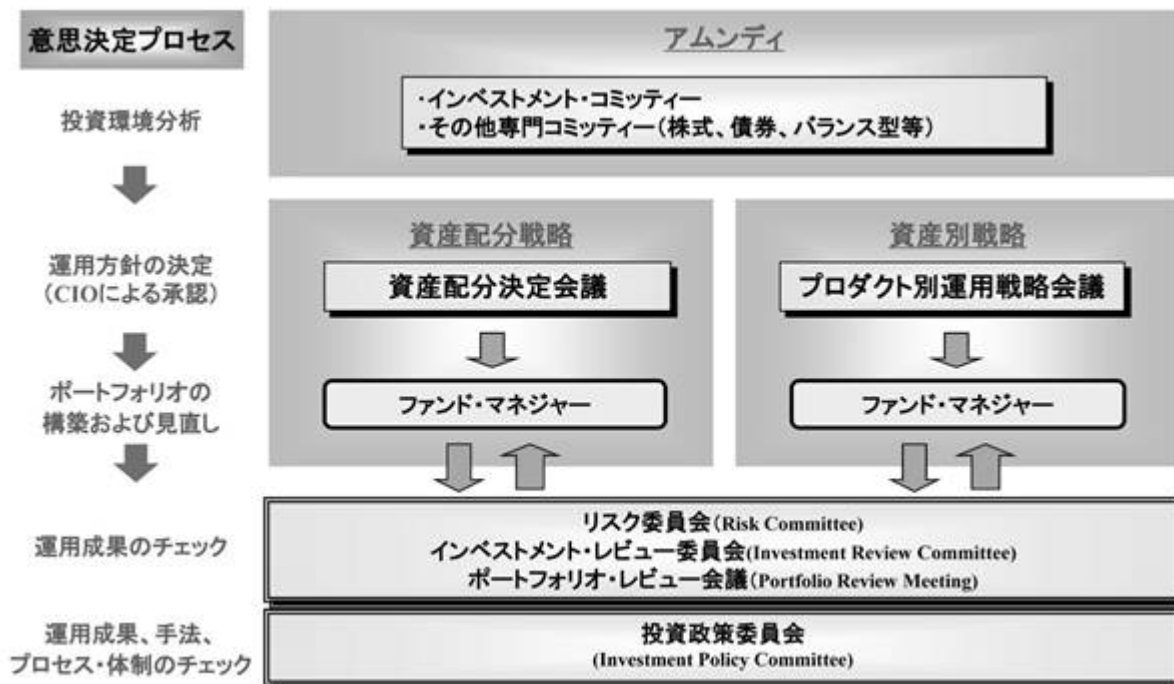 意思決定プロセス
アムンディ
投資環境分析
・インベストメント・コミッティー
・その他専門コミッティー(株式、債券、バランス型等)
運用方針の決定
(CIOによる承認)
資産配分戦略
資産配分決定会議
資産別戦略
プロダクト別運用戦略会議
ポートフォリオの
構築および見直し
ファンド・マネジャー
ファンド・マネジャー
運用成果のチェック
リスク委員会(Risk Committee)
インベストメント・レビュー委員会(Investment Review Committee)
ポートフォリオ・レビュー会議(Portfolio Review Meeting)
運用成果、手法、
プロセス・体制のチェック
投資政策委員会
(Investment Policy Committee)